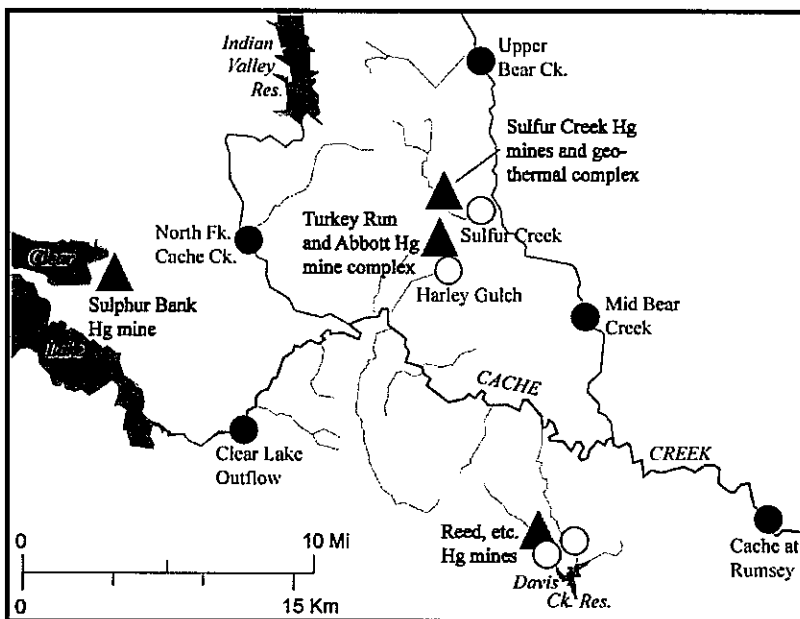 Indian
Valley
Res.
Upper
Bear Ck.
Sulfur Creek Hg
mines and geo-
thermal complex
North Fk.
Cache Ck.
Turkey Run
and Abbott Hg
mine complex
Sulfur Creek
Clear
Sulphur Bank
Hg mine
Harley Gulch
Mid Bear
Creek
Lake
CACHE
Clear Lake
Outflow
CREEK
0
10 Mi
Reed, etc.
Hg mines
Cache at
Rumsey
Davis
Ck. Res.
0
15 Km